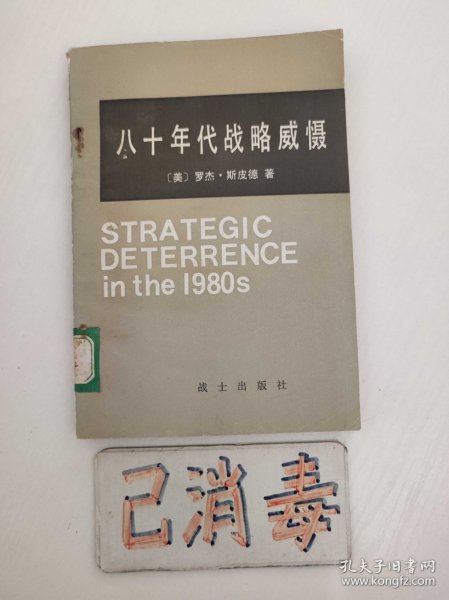 八十年代战略威慑
〔美〕罗杰·斯皮德 著
STRATEGIC
DETERRENCE
in the 1980s
战士出版社
己消毒
孔夫子旧书网
www.kongfz.com